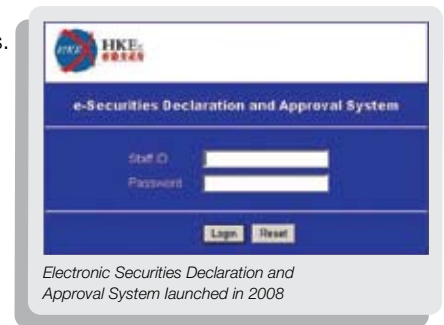 s.
HKEx
e-Securities Declaration and Approval System
Staff ID
Password
Login Reset
Electronic Securities Declaration and
Approval System launched in 2008